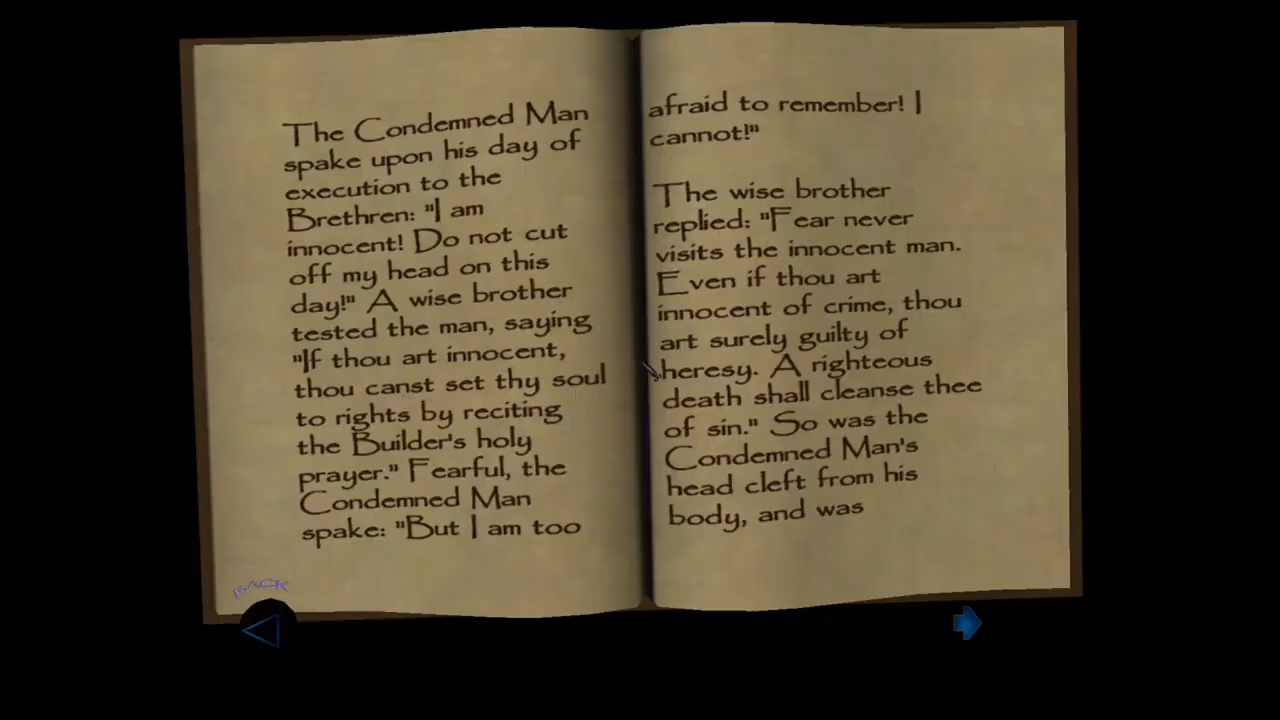 The Condemned Man
spake upon his day of
execution to the
Brethren: "I am
innocent! Do not cut
off my head on this
day!" A wise brother
tested the man, saying
"If thou art innocent,
thou canst set thy soul
to rights by reciting
the Builder's holy
prayer." Fearful, the
Condemned Man
spake: "But I am too
afraid to remember! I
cannot!"
The wise brother
replied: "Fear never
visits the innocent man.
Even if thou art
innocent of crime, thou
art surely guilty of
heresy. A righteous
death shall cleanse thee
of sin." So was the
Condemned Man's
head cleft from his
body, and was
BACK